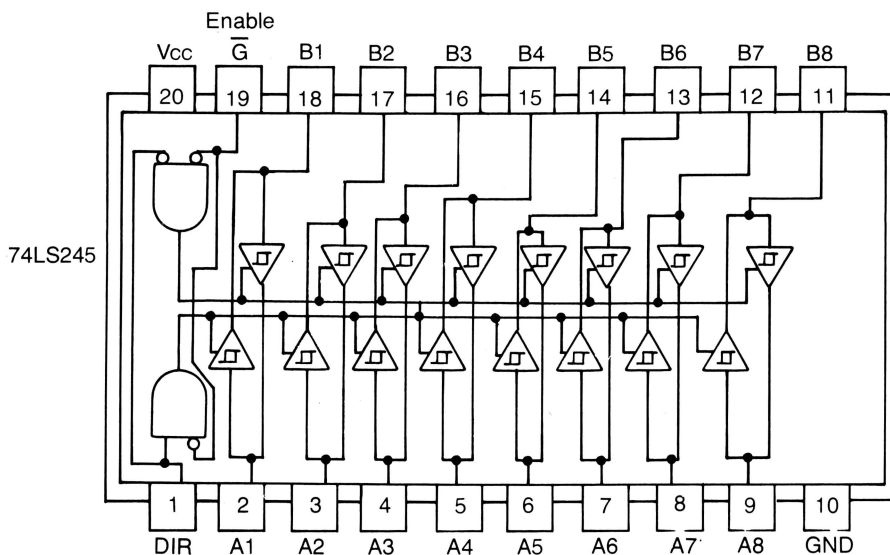 Enable
Vcc G̅ B1 B2 B3 B4 B5 B6 B7 B8
20 19 18 17 16 15 14 13 12 11
74LS245
1 2 3 4 5 6 7 8 9 10
DIR A1 A2 A3 A4 A5 A6 A7 A8 GND